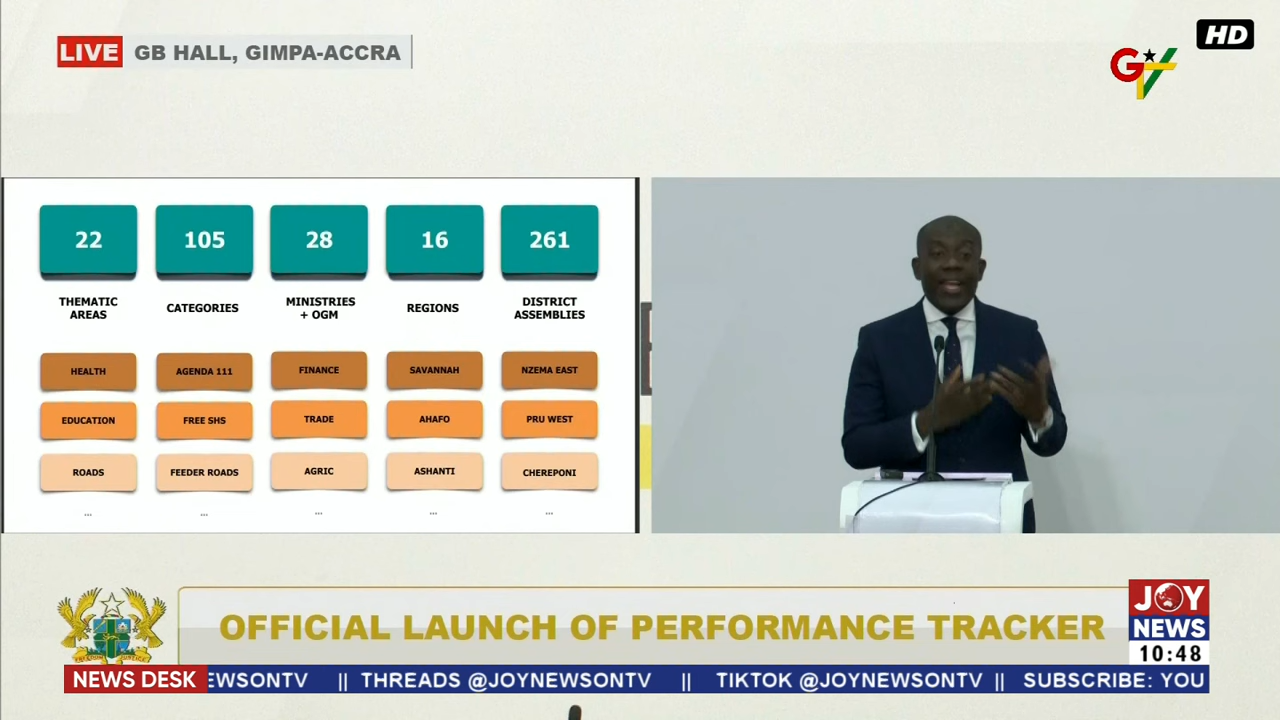 LIVE
GB HALL, GIMPA-ACCRA
HD
GTV
22
105
28
16
261
THEMATIC
AREAS
CATEGORIES
MINISTRIES
+ OGM
REGIONS
DISTRICT
ASSEMBLIES
HEALTH
AGENDA 111
FINANCE
SAVANNAH
NZEMA EAST
EDUCATION
FREE SHS
TRADE
AHAFO
PRU WEST
ROADS
FEEDER ROADS
AGRIC
ASHANTI
CHEREPONI
... ... ... ... ...
OFFICIAL LAUNCH OF PERFORMANCE TRACKER
JOY
NEWS
10:48
NEWS DESK
EWSONTV || THREADS @JOYNEWSONTV || TIKTOK @JOYNEWSONTV || SUBSCRIBE: YOU